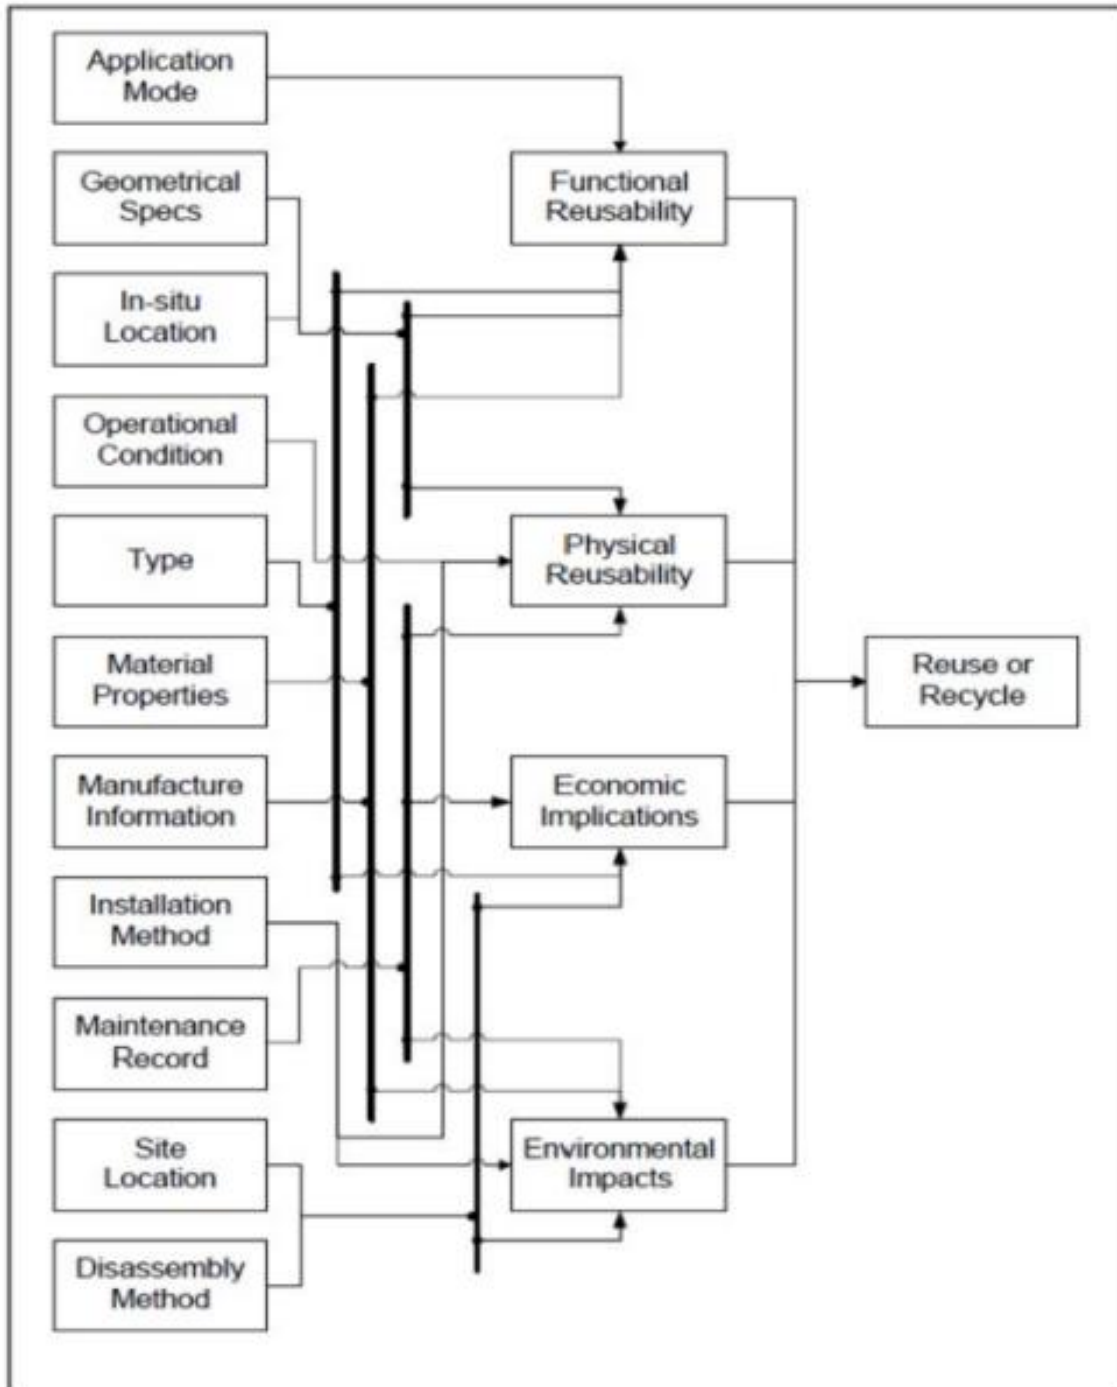 Application
Mode
Geometrical
Specs
In-situ
Location
Operational
Condition
Type
Material
Properties
Manufacture
Information
Installation
Method
Maintenance
Record
Site
Location
Disassembly
Method
Functional
Reusability
Physical
Reusability
Economic
Implications
Environmental
Impacts
Reuse or
Recycle